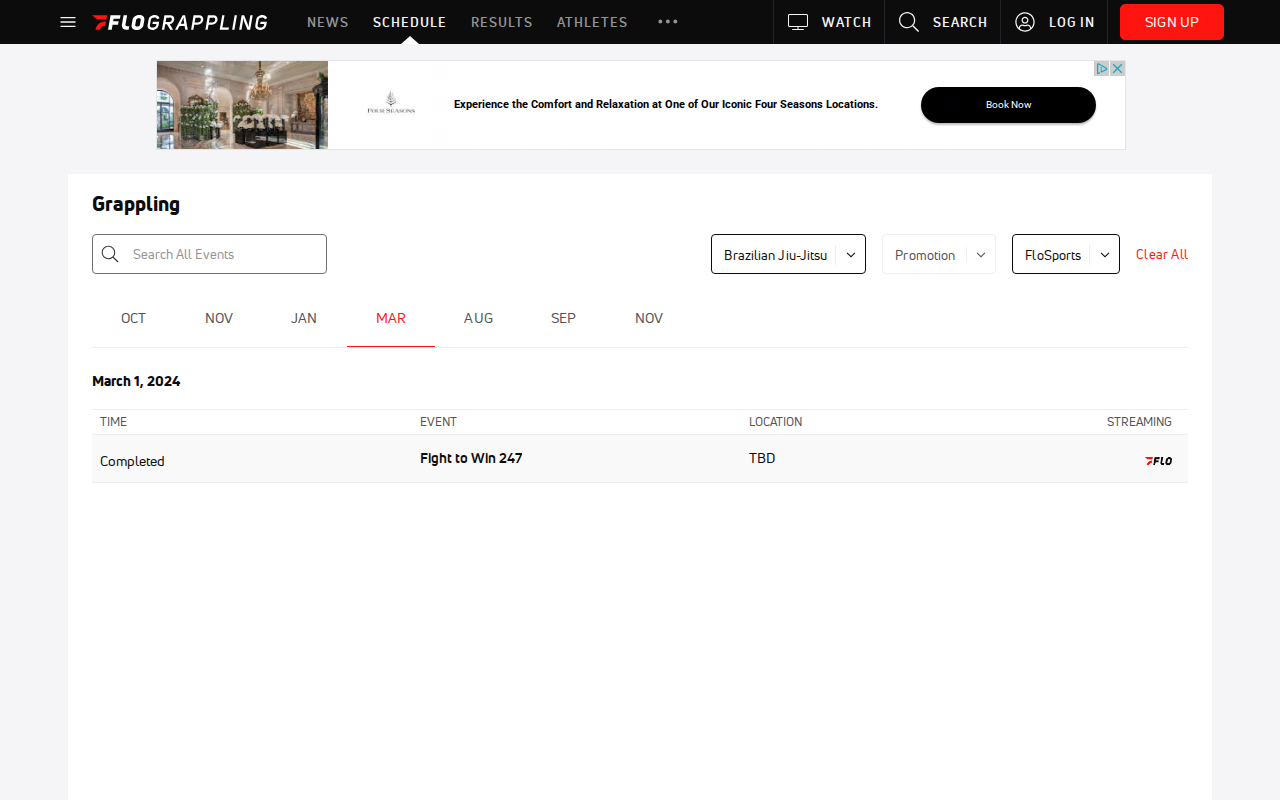 FLOGRAPPLING NEWS SCHEDULE RESULTS ATHLETES ••• WATCH SEARCH LOG IN SIGN UP
FOUR SEASONS Experience the Comfort and Relaxation at One of Our Iconic Four Seasons Locations. Book Now
Grappling
Search All Events Brazilian Jiu-Jitsu Promotion FloSports Clear All
OCT NOV JAN MAR AUG SEP NOV
March 1, 2024
TIME EVENT LOCATION STREAMING
Completed Fight to Win 247 TBD FLO